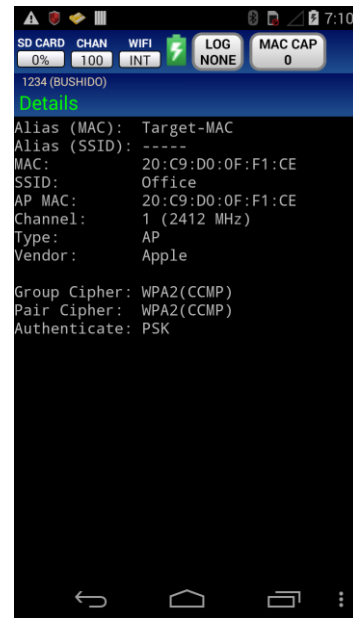 7:10
SD CARD CHAN WIFI LOG MAC CAP
0% 100 INT NONE 0
1234 (BUSHIDO)
Details
Alias (MAC): Target-MAC
Alias (SSID): -----
MAC: 20:C9:D0:0F:F1:CE
SSID: Office
AP MAC: 20:C9:D0:0F:F1:CE
Channel: 1 (2412 MHz)
Type: AP
Vendor: Apple
Group Cipher: WPA2(CCMP)
Pair Cipher: WPA2(CCMP)
Authenticate: PSK